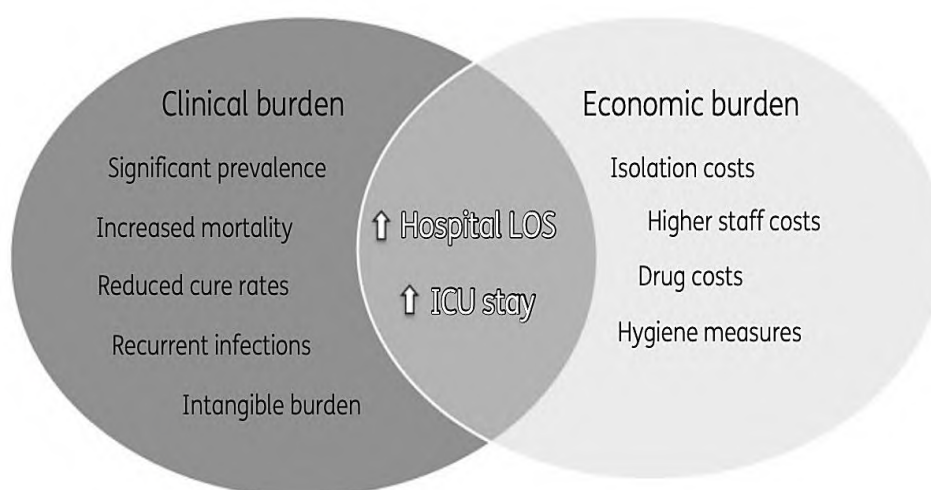 Clinical burden
Significant prevalence
Increased mortality
Reduced cure rates
Recurrent infections
Intangible burden
⬆ Hospital LOS
⬆ ICU stay
Economic burden
Isolation costs
Higher staff costs
Drug costs
Hygiene measures